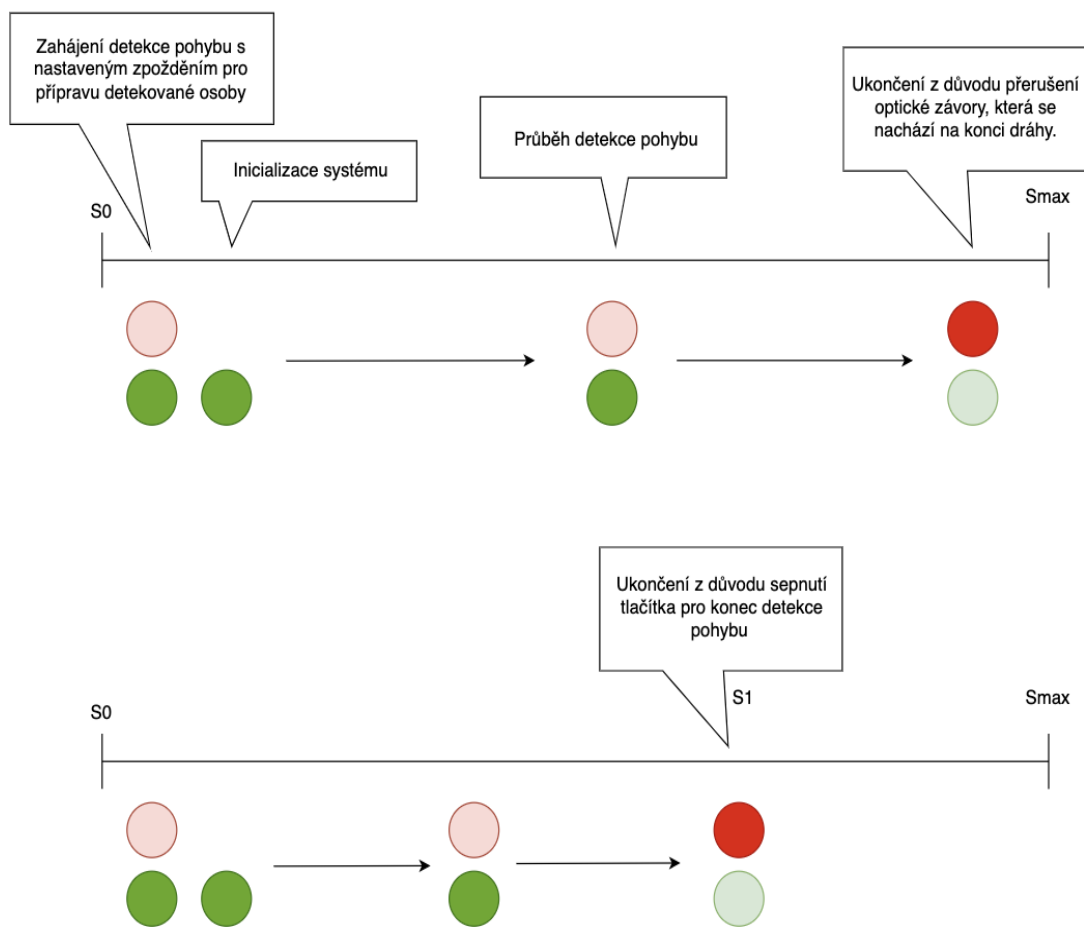 Zahájení detekce pohybu s
nastaveným zpožděním pro
přípravu detekované osoby
Inicializace systému
Průběh detekce pohybu
Ukončení z důvodu přerušení
optické závory, která se
nachází na konci dráhy.
S0
Smax
Ukončení z důvodu sepnutí
tlačítka pro konec detekce
pohybu
S0
S1
Smax